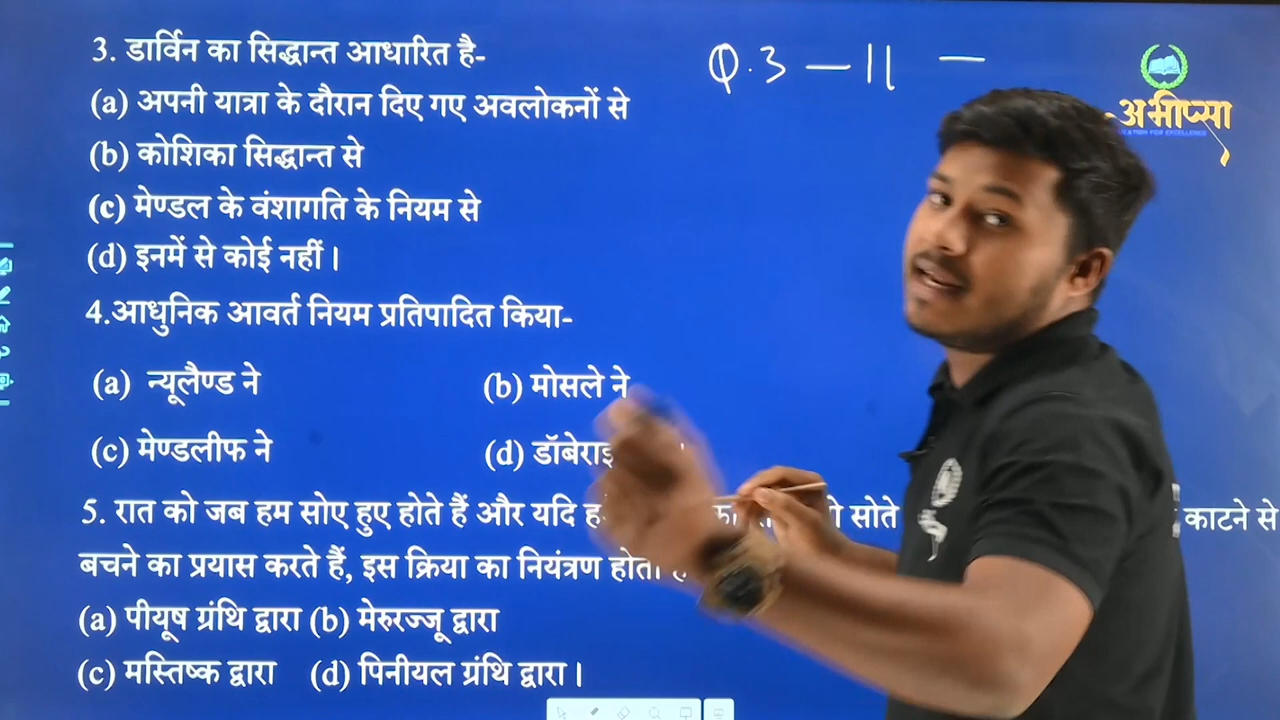 3. डार्विन का सिद्धान्त आधारित है-
(a) अपनी यात्रा के दौरान दिए गए अवलोकनों से
(b) कोशिका सिद्धान्त से
(c) मेण्डल के वंशागति के नियम से
(d) इनमें से कोई नहीं।
Q.3 – 11 –
अभीप्सा
4.आधुनिक आवर्त नियम प्रतिपादित किया-
(a) न्यूलैण्ड ने (b) मोसले ने
(c) मेण्डलीफ ने (d)
5. रात को जब हम सोए हुए होते हैं और यदि सोते काटने से
बचने का प्रयास करते हैं, इस क्रिया का नियंत्रण होता
(a) पीयूष ग्रंथि द्वारा (b) मेरुरज्जू द्वारा
(c) मस्तिष्क द्वारा (d) पिनीयल ग्रंथि द्वारा।